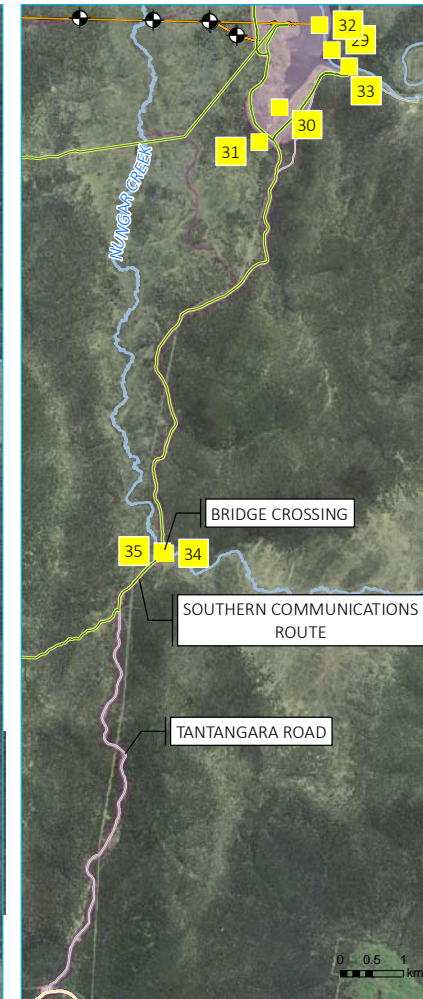 32
29
33
30
31
NUNGAR CREEK
BRIDGE CROSSING
35
34
SOUTHERN COMMUNICATIONS
ROUTE
TANTANGARA ROAD
0 0.5 1
km